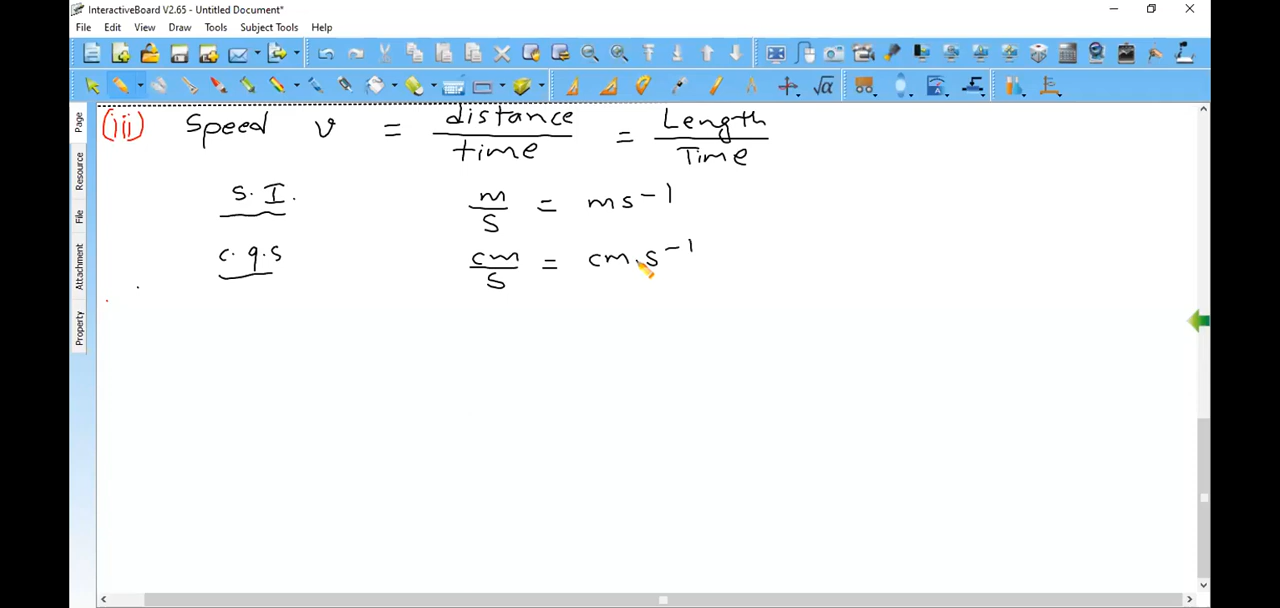 InteractiveBoard V2.65 - Untitled Document*
File Edit View Draw Tools Subject Tools Help
Page
Resource
File
Attachment
Property
(iii) Speed v = distance / time = Length / Time
S.I. m/s = ms⁻¹
c.g.s cm/s = cm.s⁻¹